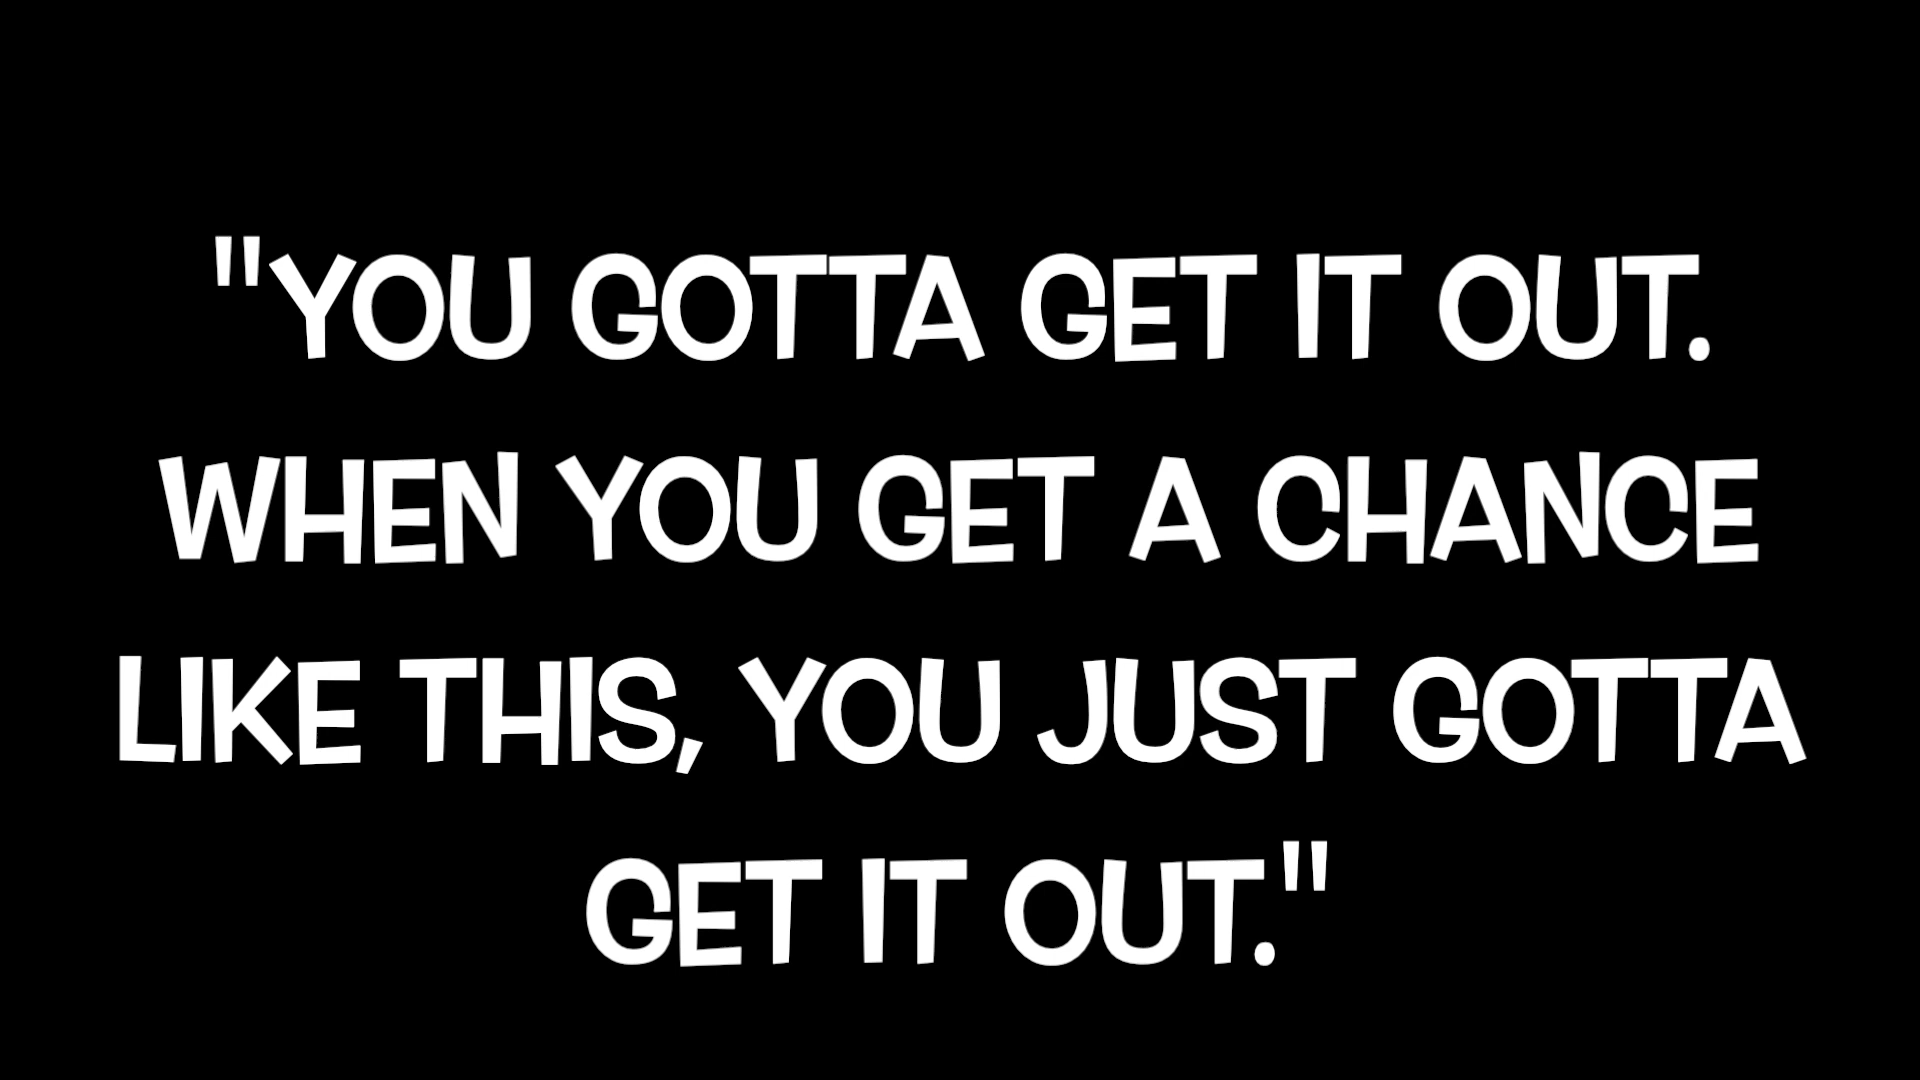 "YOU GOTTA GET IT OUT.
WHEN YOU GET A CHANCE
LIKE THIS, YOU JUST GOTTA
GET IT OUT."